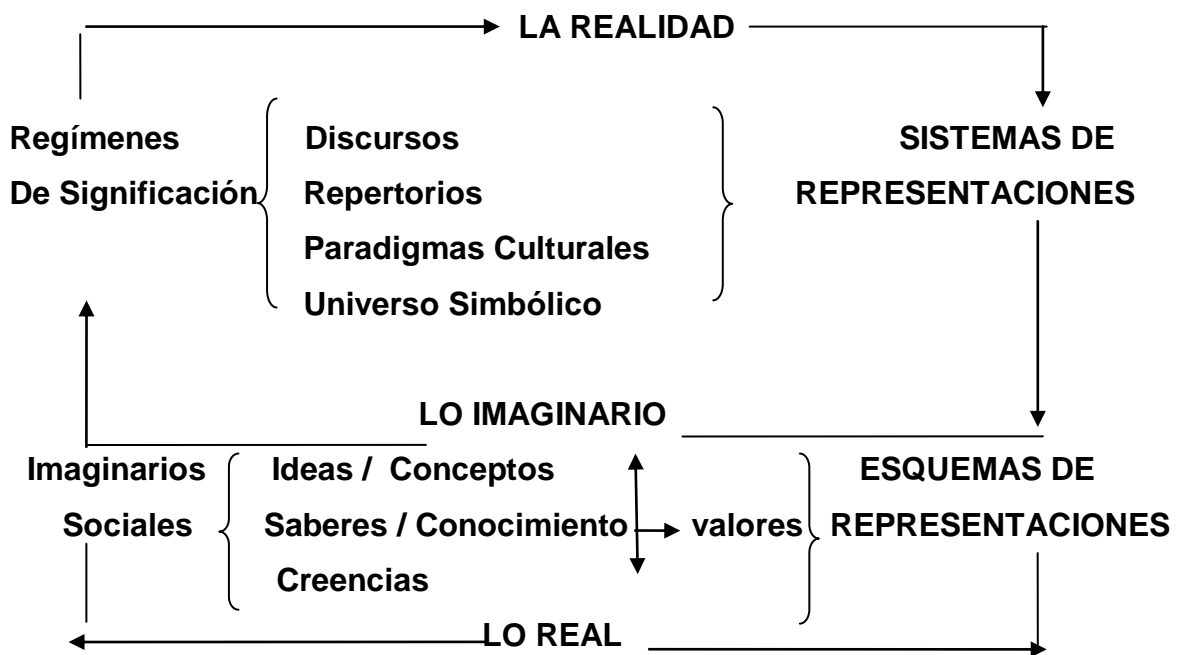 LA REALIDAD
Regímenes Discursos SISTEMAS DE
De Significación Repertorios REPRESENTACIONES
Paradigmas Culturales
Universo Simbólico
LO IMAGINARIO
Imaginarios Ideas / Conceptos ESQUEMAS DE
Sociales Saberes / Conocimiento valores REPRESENTACIONES
Creencias
LO REAL